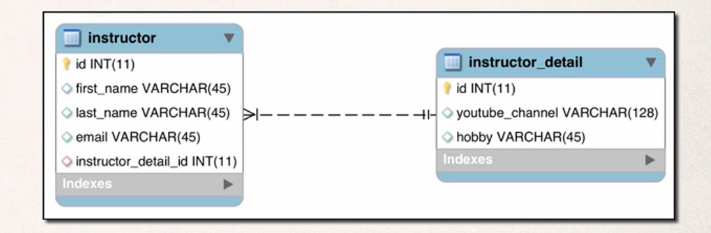 instructor
id INT(11)
first_name VARCHAR(45)
last_name VARCHAR(45)
email VARCHAR(45)
instructor_detail_id INT(11)
Indexes
instructor_detail
id INT(11)
youtube_channel VARCHAR(128)
hobby VARCHAR(45)
Indexes